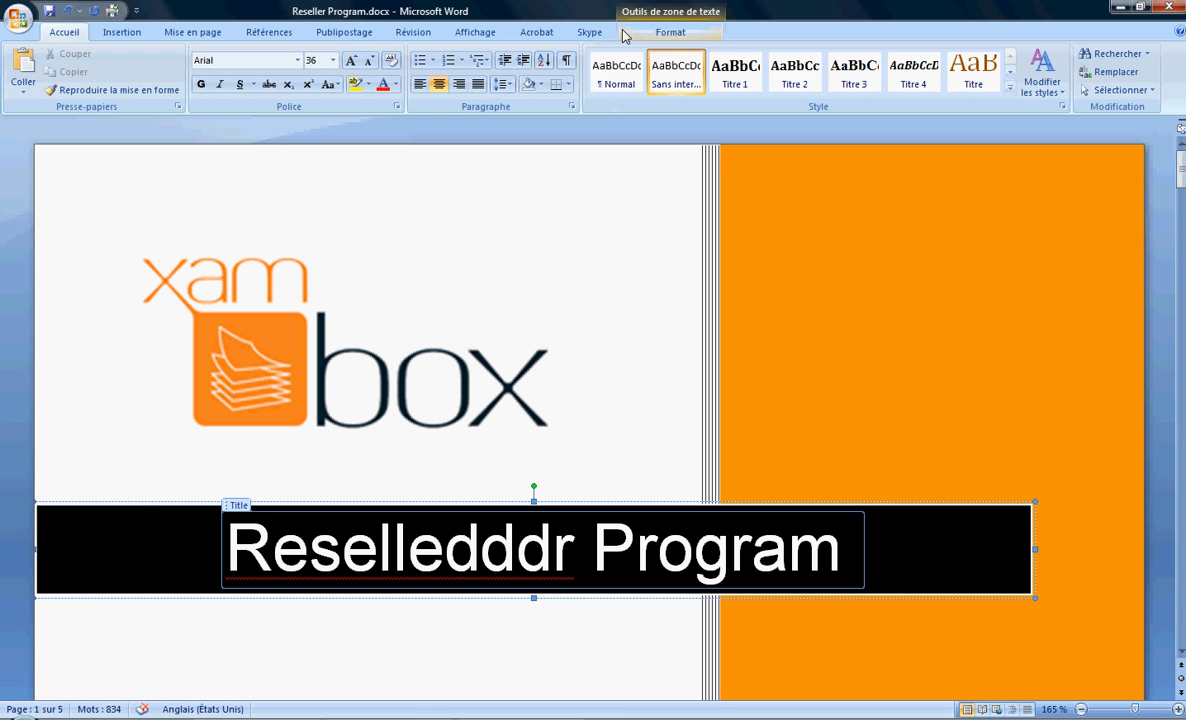 Reseller Program.docx - Microsoft Word
Outils de zone de texte
Accueil Insertion Mise en page Références Publipostage Révision Affichage Acrobat Skype Format
Coller
Couper
Copier
Reproduire la mise en forme
Presse-papiers
Arial 36
G I S abc X₂ X² Aa
Police
Paragraphe
AaBbCcDc AaBbCcDc AaBbC AaBbCc AaBbC AaBbCcD AaB
¶ Normal Sans inter... Titre 1 Titre 2 Titre 3 Titre 4 Titre
Style
Modifier
les styles
Rechercher
Remplacer
Sélectionner
Modification
xam
box
Title
Reselledddr Program
Page : 1 sur 5 Mots : 834 Anglais (États Unis) 165 %